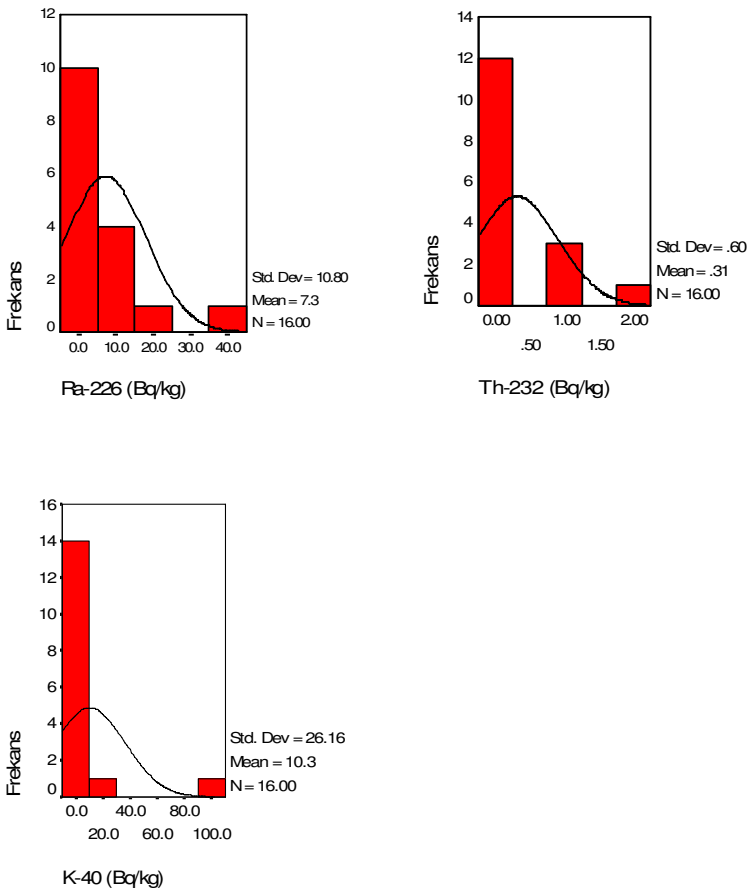 12
10
8
6
4
2
0
Frekans
0.0 10.0 20.0 30.0 40.0
Ra-226 (Bq/kg)
Std. Dev = 10.80
Mean = 7.3
N = 16.00
14
12
10
8
6
4
2
0
Frekans
0.00 1.00 2.00
.50 1.50
Th-232 (Bq/kg)
Std. Dev = .60
Mean = .31
N = 16.00
16
14
12
10
8
6
4
2
0
Frekans
0.0 40.0 80.0
20.0 60.0 100.0
K-40 (Bq/kg)
Std. Dev = 26.16
Mean = 10.3
N = 16.00